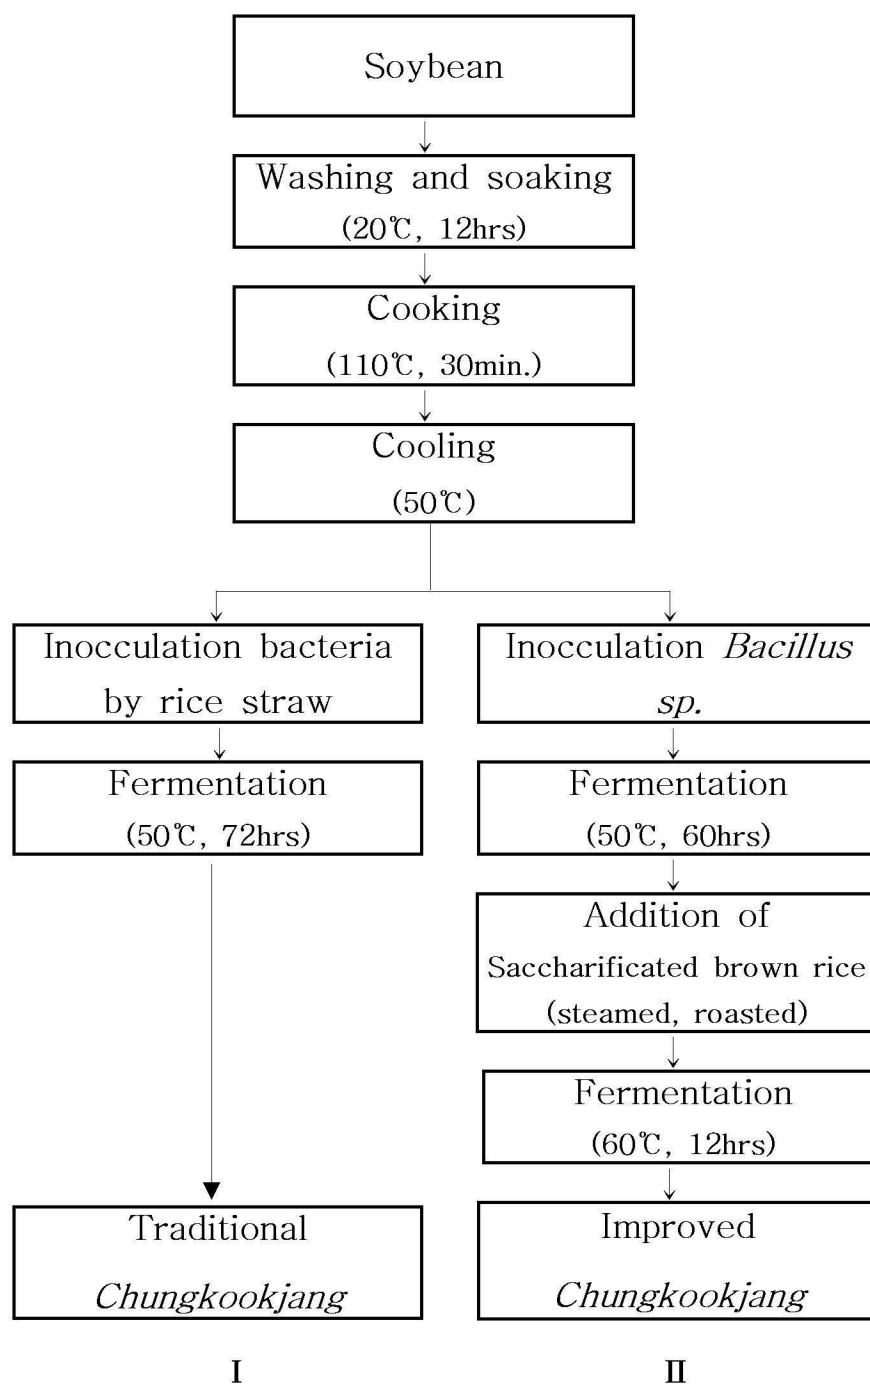 Soybean
Washing and soaking
(20℃, 12hrs)
Cooking
(110℃, 30min.)
Cooling
(50℃)
Inocculation bacteria
by rice straw
Fermentation
(50℃, 72hrs)
Traditional
Chungkookjang
I
Inocculation Bacillus
sp.
Fermentation
(50℃, 60hrs)
Addition of
Saccharificated brown rice
(steamed, roasted)
Fermentation
(60℃, 12hrs)
Improved
Chungkookjang
II